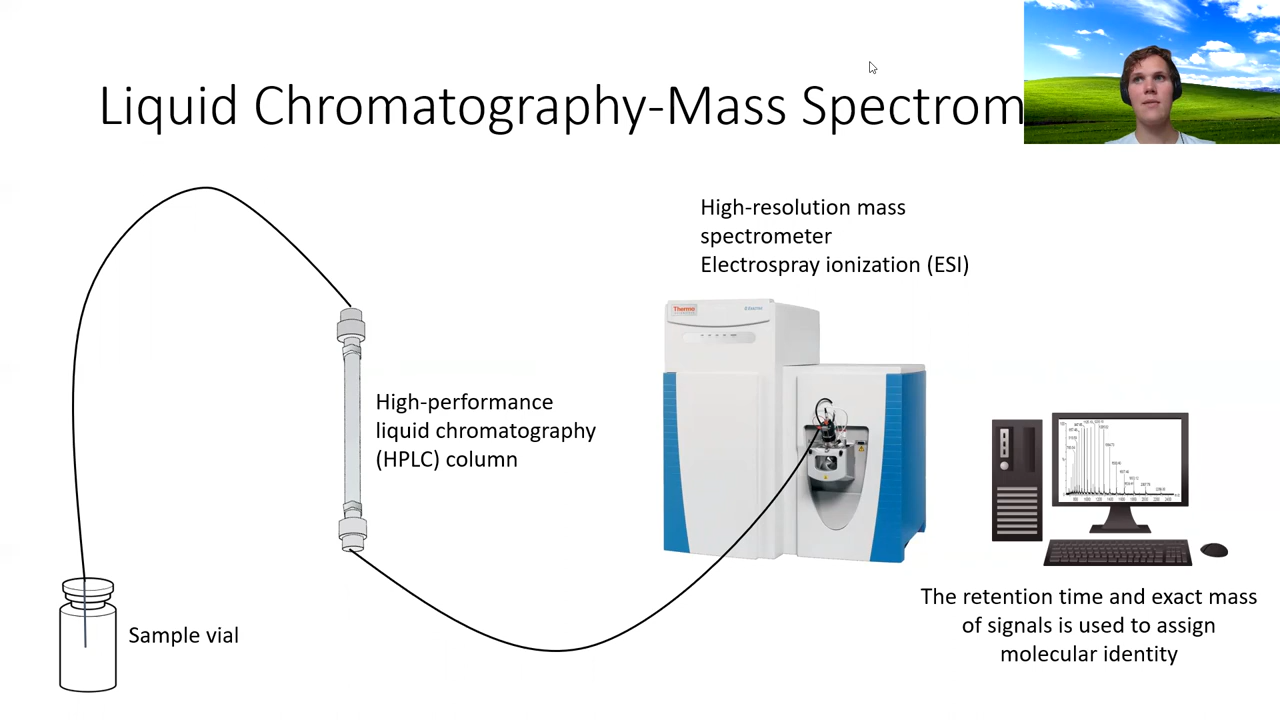 Liquid Chromatography-Mass Spectrom
High-resolution mass
spectrometer
Electrospray ionization (ESI)
Thermo
High-performance
liquid chromatography
(HPLC) column
Sample vial
The retention time and exact mass
of signals is used to assign
molecular identity